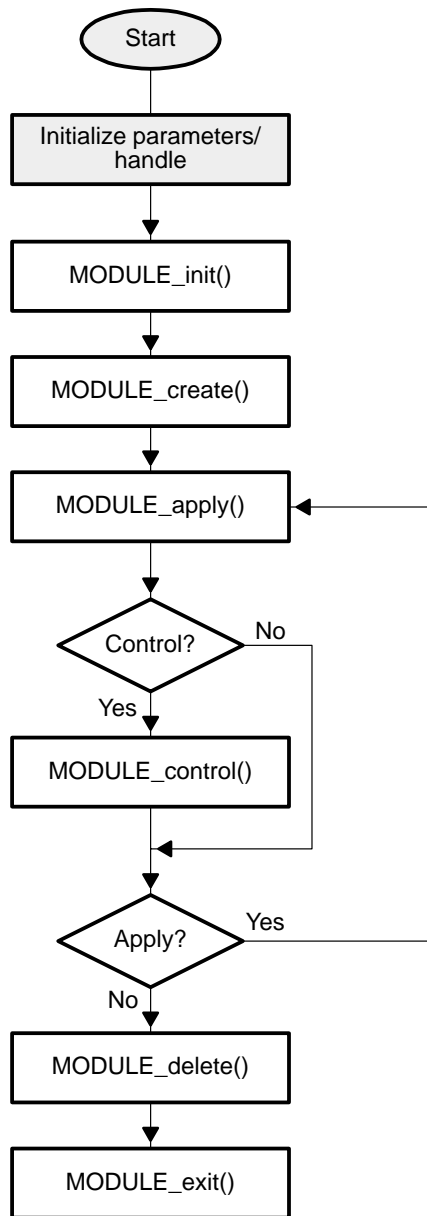 Start
Initialize parameters/
handle
MODULE_init()
MODULE_create()
MODULE_apply()
Control?
No
Yes
MODULE_control()
Apply?
Yes
No
MODULE_delete()
MODULE_exit()